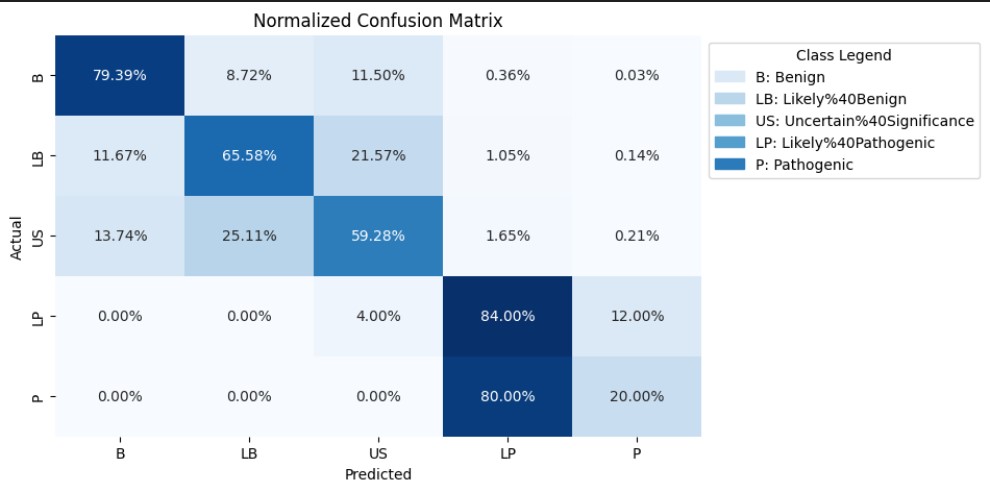 Normalized Confusion Matrix
B 79.39% 8.72% 11.50% 0.36% 0.03%
LB 11.67% 65.58% 21.57% 1.05% 0.14%
US 13.74% 25.11% 59.28% 1.65% 0.21%
LP 0.00% 0.00% 4.00% 84.00% 12.00%
P 0.00% 0.00% 0.00% 80.00% 20.00%
Actual
B LB US LP P
Predicted
Class Legend
B: Benign
LB: Likely%40Benign
US: Uncertain%40Significance
LP: Likely%40Pathogenic
P: Pathogenic